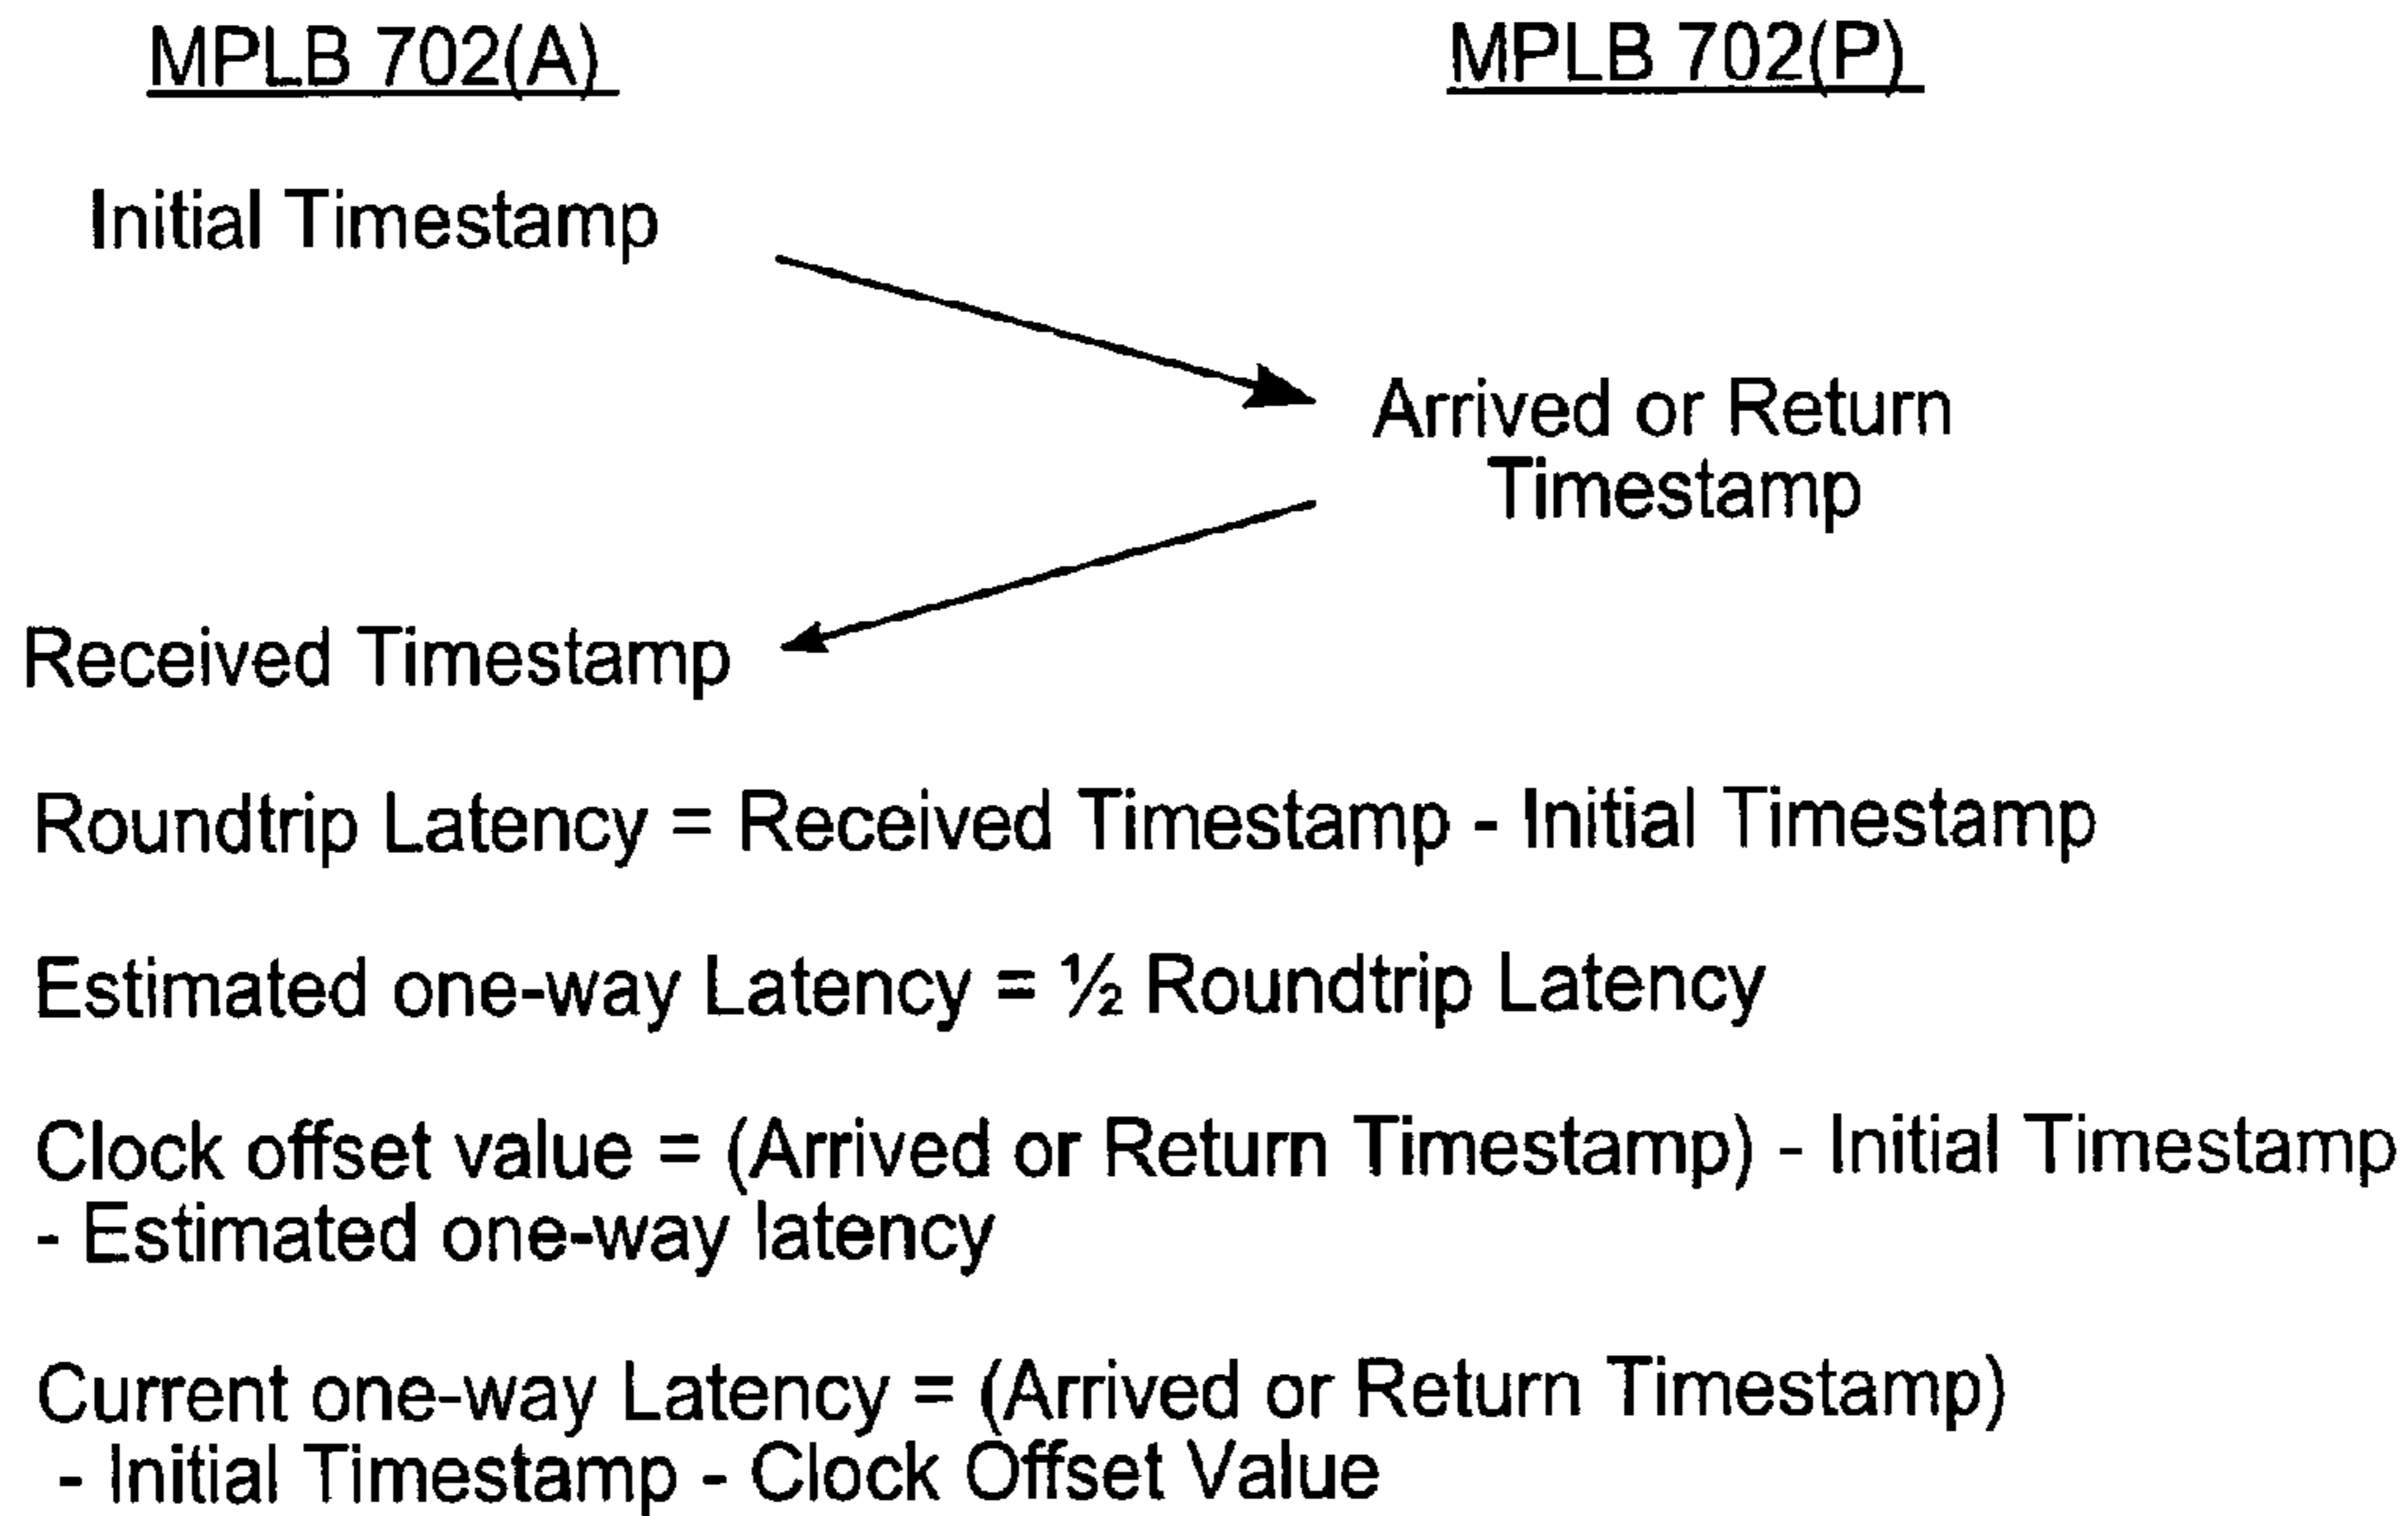 MPLB 702(A)
MPLB 702(P)
Initial Timestamp
Arrived or Return
Timestamp
Received Timestamp
Roundtrip Latency = Received Timestamp - Initial Timestamp
Estimated one-way Latency = ½ Roundtrip Latency
Clock offset value = (Arrived or Return Timestamp) - Initial Timestamp
- Estimated one-way latency
Current one-way Latency = (Arrived or Return Timestamp)
- Initial Timestamp - Clock Offset Value